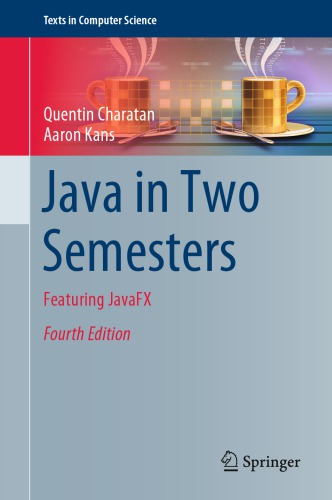 Texts in Computer Science
Quentin Charatan
Aaron Kans
Java in Two
Semesters
Featuring JavaFX
Fourth Edition
Springer